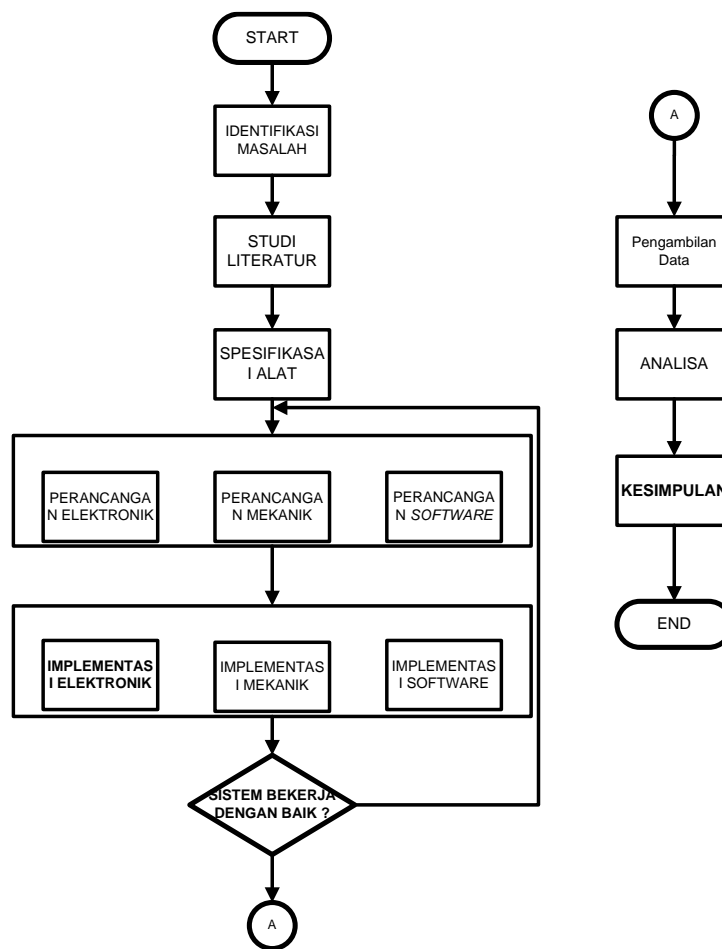 START
IDENTIFIKASI
MASALAH
STUDI
LITERATUR
SPESIFIKASA
I ALAT
PERANCANGA
N ELEKTRONIK
PERANCANGA
N MEKANIK
PERANCANGA
N SOFTWARE
IMPLEMENTAS
I ELEKTRONIK
IMPLEMENTAS
I MEKANIK
IMPLEMENTAS
I SOFTWARE
SISTEM BEKERJA
DENGAN BAIK ?
A
A
Pengambilan
Data
ANALISA
KESIMPULAN
END